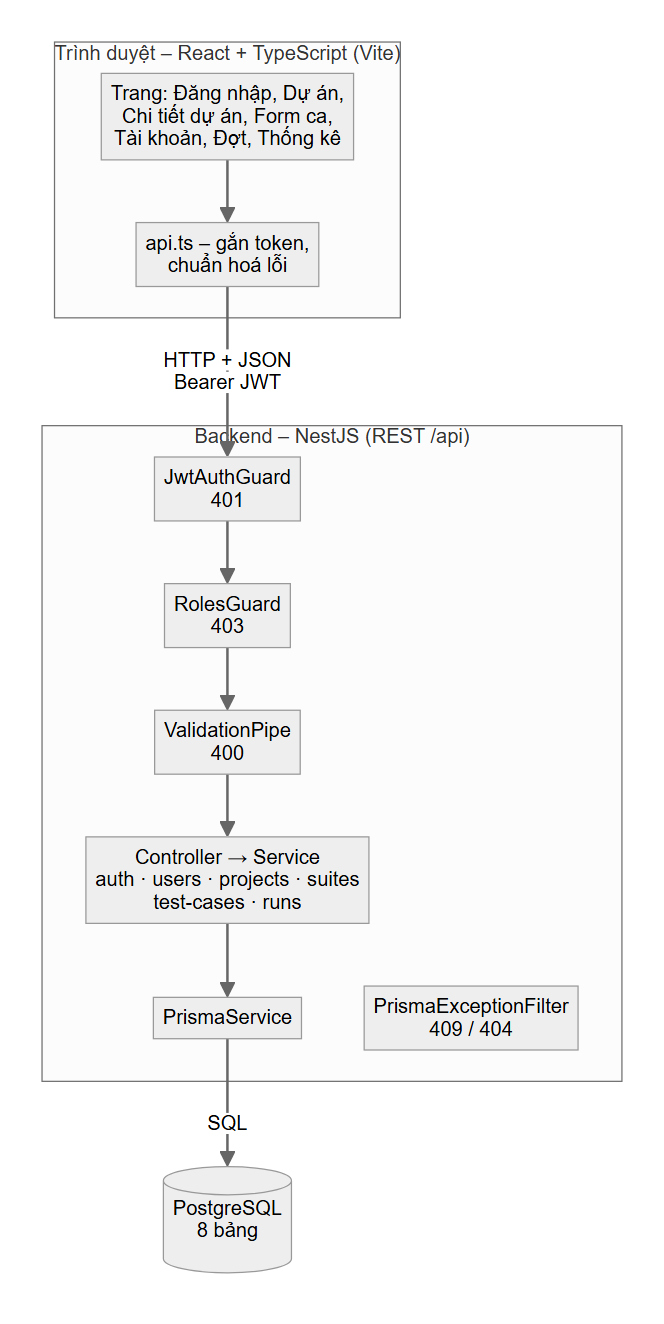 Trình duyệt – React + TypeScript (Vite)
Trang: Đăng nhập, Dự án,
Chi tiết dự án, Form ca,
Tài khoản, Đợt, Thống kê
api.ts – gắn token,
chuẩn hoá lỗi
HTTP + JSON
Bearer JWT
Backend – NestJS (REST /api)
JwtAuthGuard
401
RolesGuard
403
ValidationPipe
400
Controller → Service
auth · users · projects · suites
test-cases · runs
PrismaService
PrismaExceptionFilter
409 / 404
SQL
PostgreSQL
8 bảng